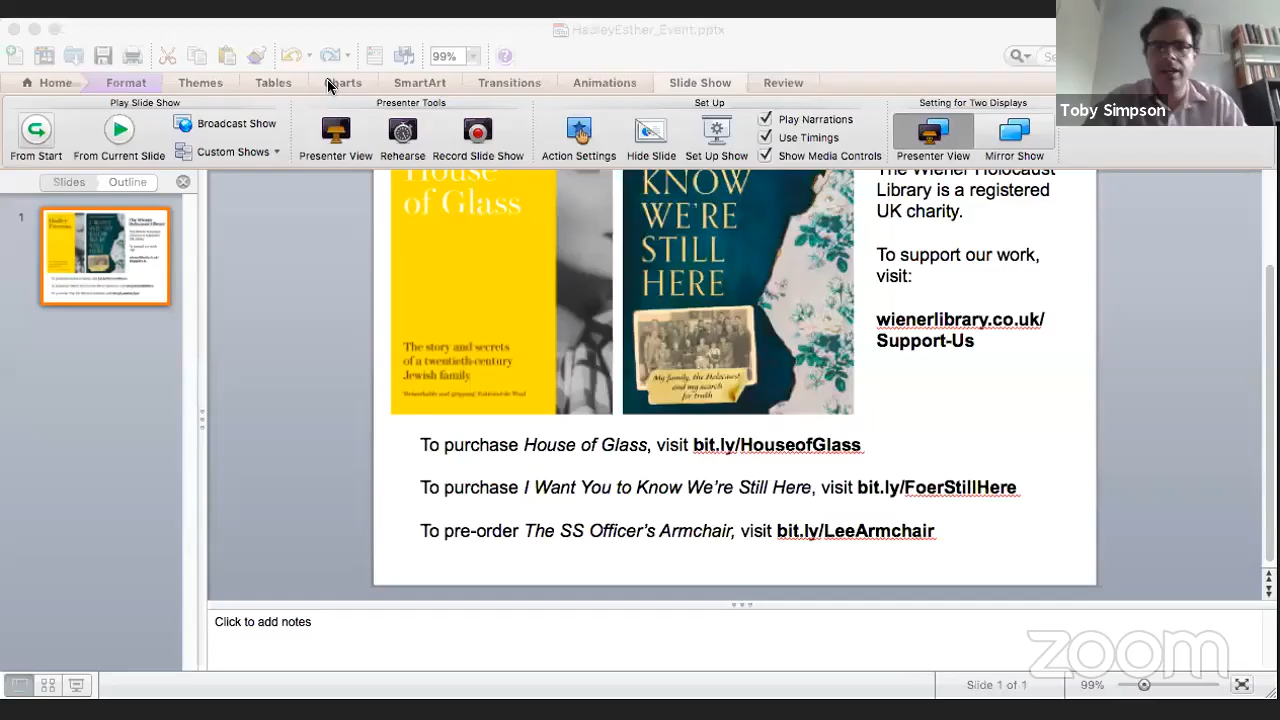 HadleyEsther_Event.pptx
Toby Simpson
99%
Home Format Themes Tables Charts SmartArt Transitions Animations Slide Show Review
Play Slide Show Presenter Tools Set Up Setting for Two Displays
From Start From Current Slide Broadcast Show Custom Shows
Presenter View Rehearse Record Slide Show
Action Settings Hide Slide Set Up Show
Play Narrations
Use Timings
Show Media Controls
Presenter View Mirror Show
Slides Outline
1
House
of Glass
The story and secrets
of a twentieth-century
Jewish family
KNOW
WE'RE
STILL
HERE
My family, the Holocaust
and my search
for truth
The Wiener Holocaust
Library is a registered
UK charity.
To support our work,
visit:
wienerlibrary.co.uk/
Support-Us
To purchase House of Glass, visit bit.ly/HouseofGlass
To purchase I Want You to Know We're Still Here, visit bit.ly/FoerStillHere
To pre-order The SS Officer's Armchair, visit bit.ly/LeeArmchair
Click to add notes
zoom
Slide 1 of 1 99%